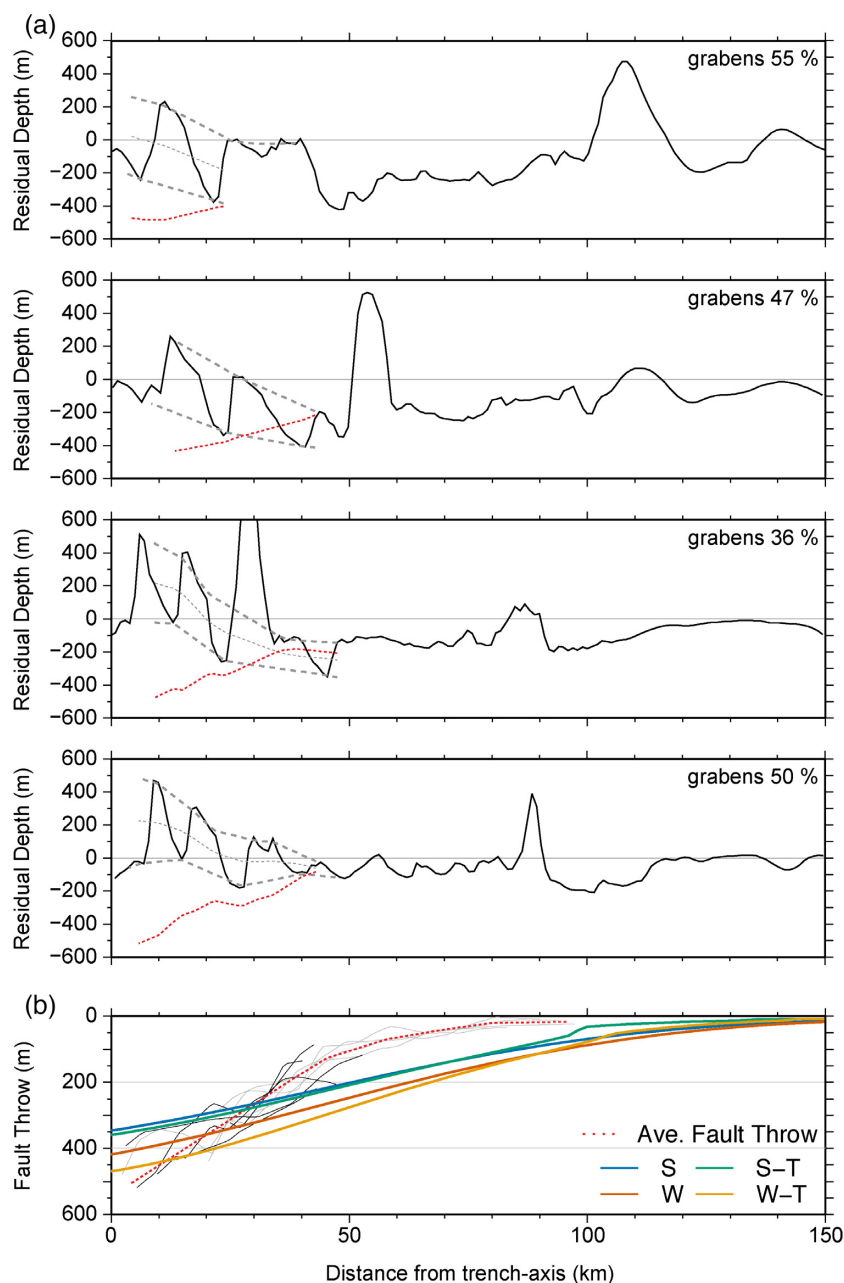 (a)
600
400
200
0
−200
−400
−600
Residual Depth (m)
grabens 55 %
600
400
200
0
−200
−400
−600
Residual Depth (m)
grabens 47 %
600
400
200
0
−200
−400
−600
Residual Depth (m)
grabens 36 %
600
400
200
0
−200
−400
−600
Residual Depth (m)
grabens 50 %
(b)
0
200
400
600
Fault Throw (m)
Ave. Fault Throw
S S−T
W W−T
0 50 100 150
Distance from trench-axis (km)